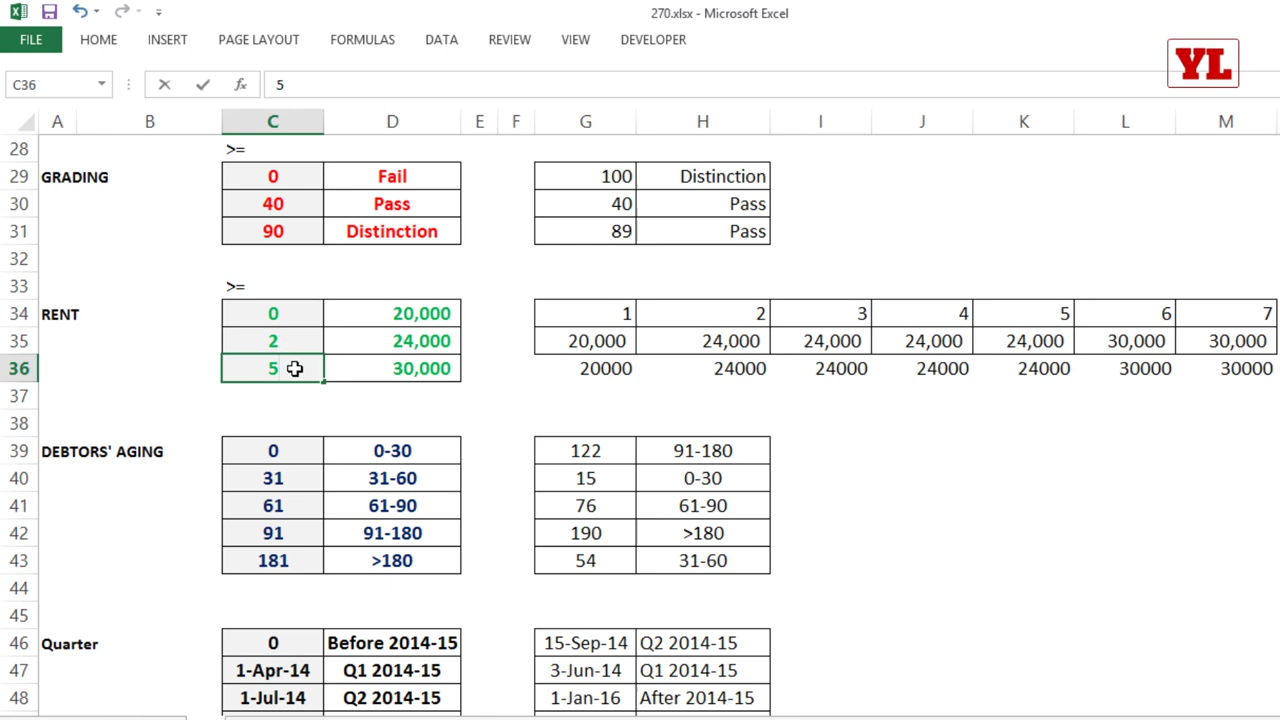 270.xlsx - Microsoft Excel
FILE HOME INSERT PAGE LAYOUT FORMULAS DATA REVIEW VIEW DEVELOPER
YL
C36 fx 5
A B C D E F G H I J K L M
28 >=
29 GRADING 0 Fail 100 Distinction
30 40 Pass 40 Pass
31 90 Distinction 89 Pass
32
33 >=
34 RENT 0 20,000 1 2 3 4 5 6 7
35 2 24,000 20,000 24,000 24,000 24,000 24,000 30,000 30,000
36 5 30,000 20000 24000 24000 24000 24000 30000 30000
37
38
39 DEBTORS' AGING 0 0-30 122 91-180
40 31 31-60 15 0-30
41 61 61-90 76 61-90
42 91 91-180 190 >180
43 181 >180 54 31-60
44
45
46 Quarter 0 Before 2014-15 15-Sep-14 Q2 2014-15
47 1-Apr-14 Q1 2014-15 3-Jun-14 Q1 2014-15
48 1-Jul-14 Q2 2014-15 1-Jan-16 After 2014-15